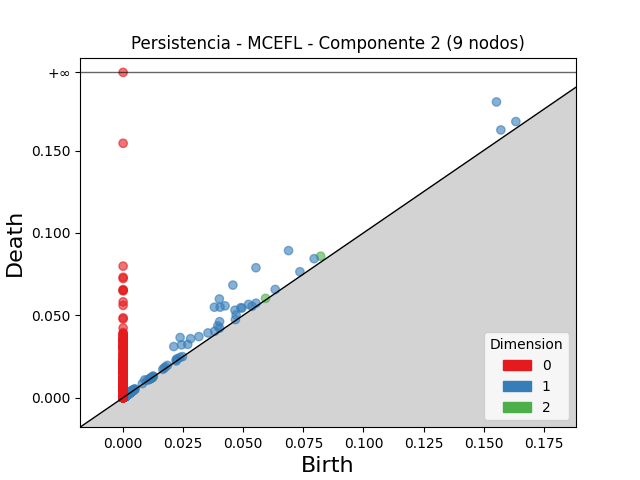 Persistencia - MCEFL - Componente 2 (9 nodos)
+∞
0.150
0.100
0.050
0.000
Death
0.000 0.025 0.050 0.075 0.100 0.125 0.150 0.175
Birth
Dimension
0
1
2